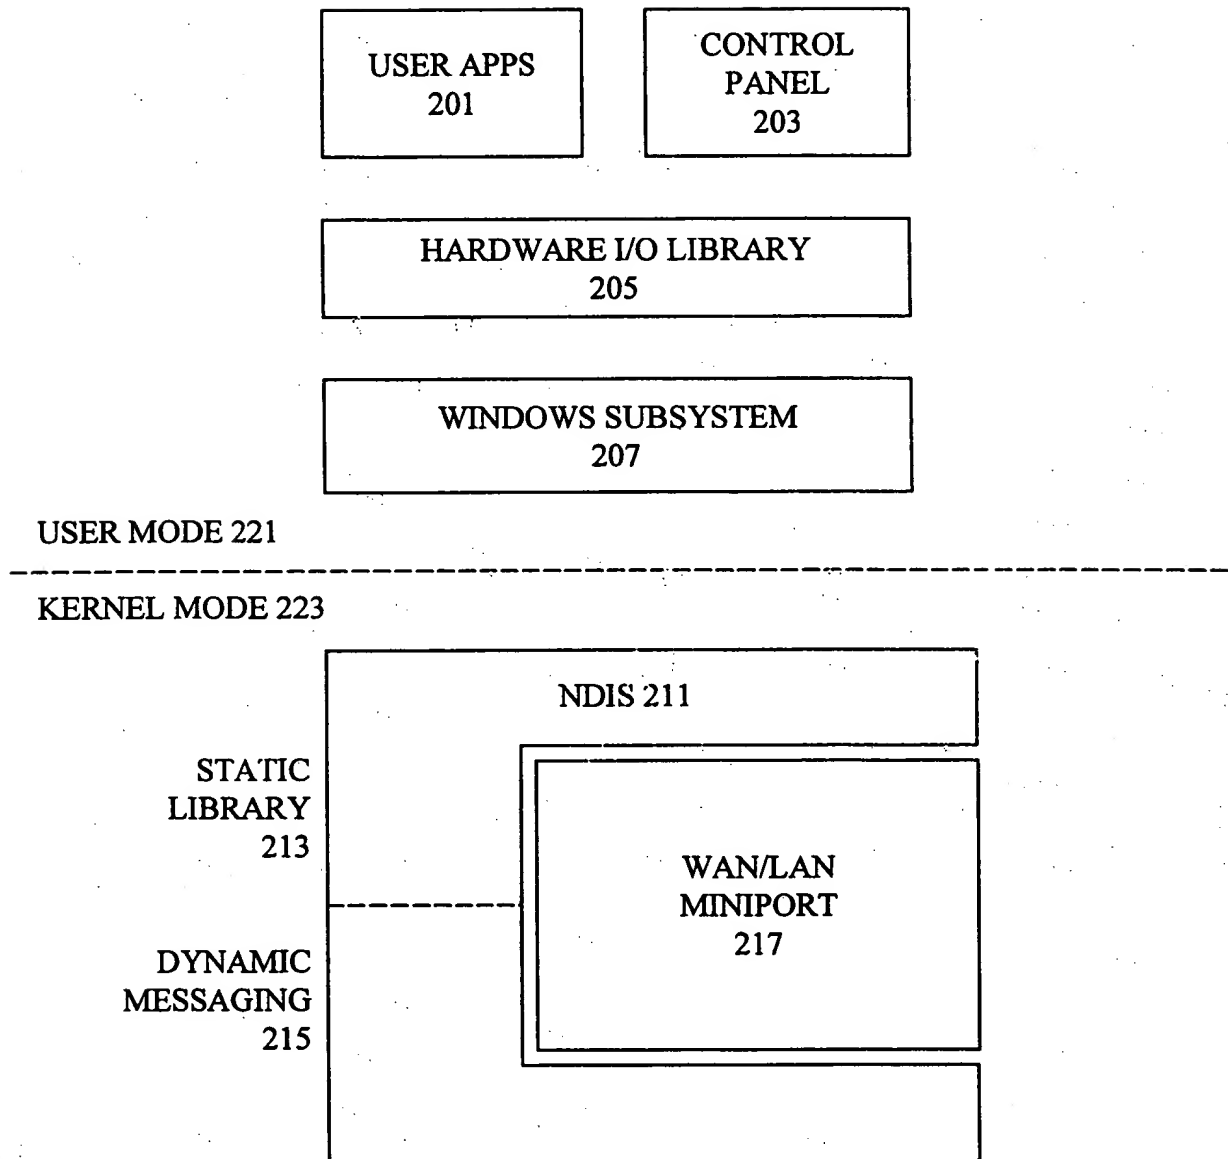 USER APPS
201
CONTROL
PANEL
203
HARDWARE I/O LIBRARY
205
WINDOWS SUBSYSTEM
207
USER MODE 221
KERNEL MODE 223
NDIS 211
STATIC
LIBRARY
213
WAN/LAN
MINIPORT
217
DYNAMIC
MESSAGING
215